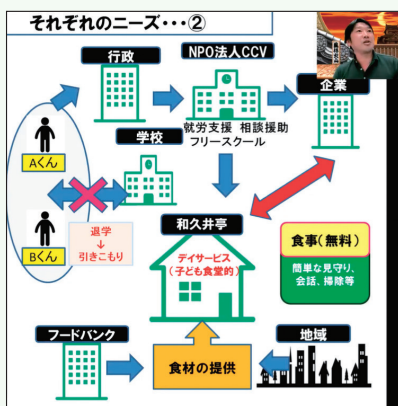 それぞれのニーズ・・・②
行政
NPO法人CCV
企業
学校
就労支援 相談援助
フリースクール
Aくん
Bくん
退学
↓
引きこもり
和久井亭
デイサービス
(子ども食堂的)
食事(無料)
簡単な見守り、
会話、掃除等
フードバンク
食材の提供
地域